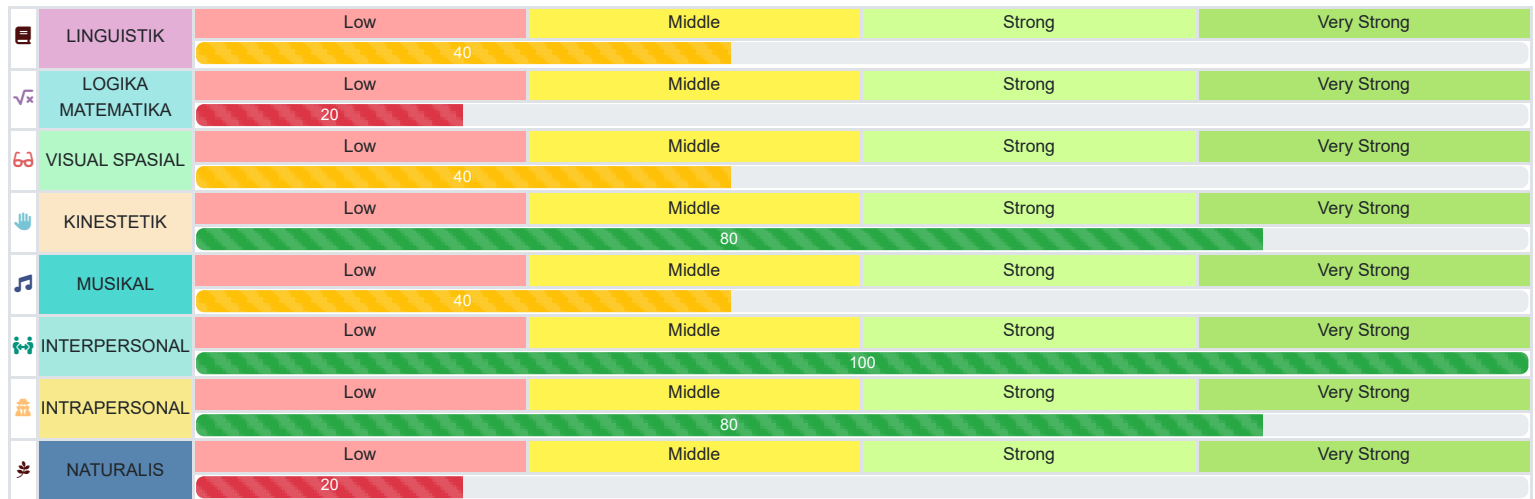 LINGUISTIK
Low Middle Strong Very Strong
40
LOGIKA
MATEMATIKA
Low Middle Strong Very Strong
20
VISUAL SPASIAL
Low Middle Strong Very Strong
40
KINESTETIK
Low Middle Strong Very Strong
80
MUSIKAL
Low Middle Strong Very Strong
40
INTERPERSONAL
Low Middle Strong Very Strong
100
INTRAPERSONAL
Low Middle Strong Very Strong
80
NATURALIS
Low Middle Strong Very Strong
20